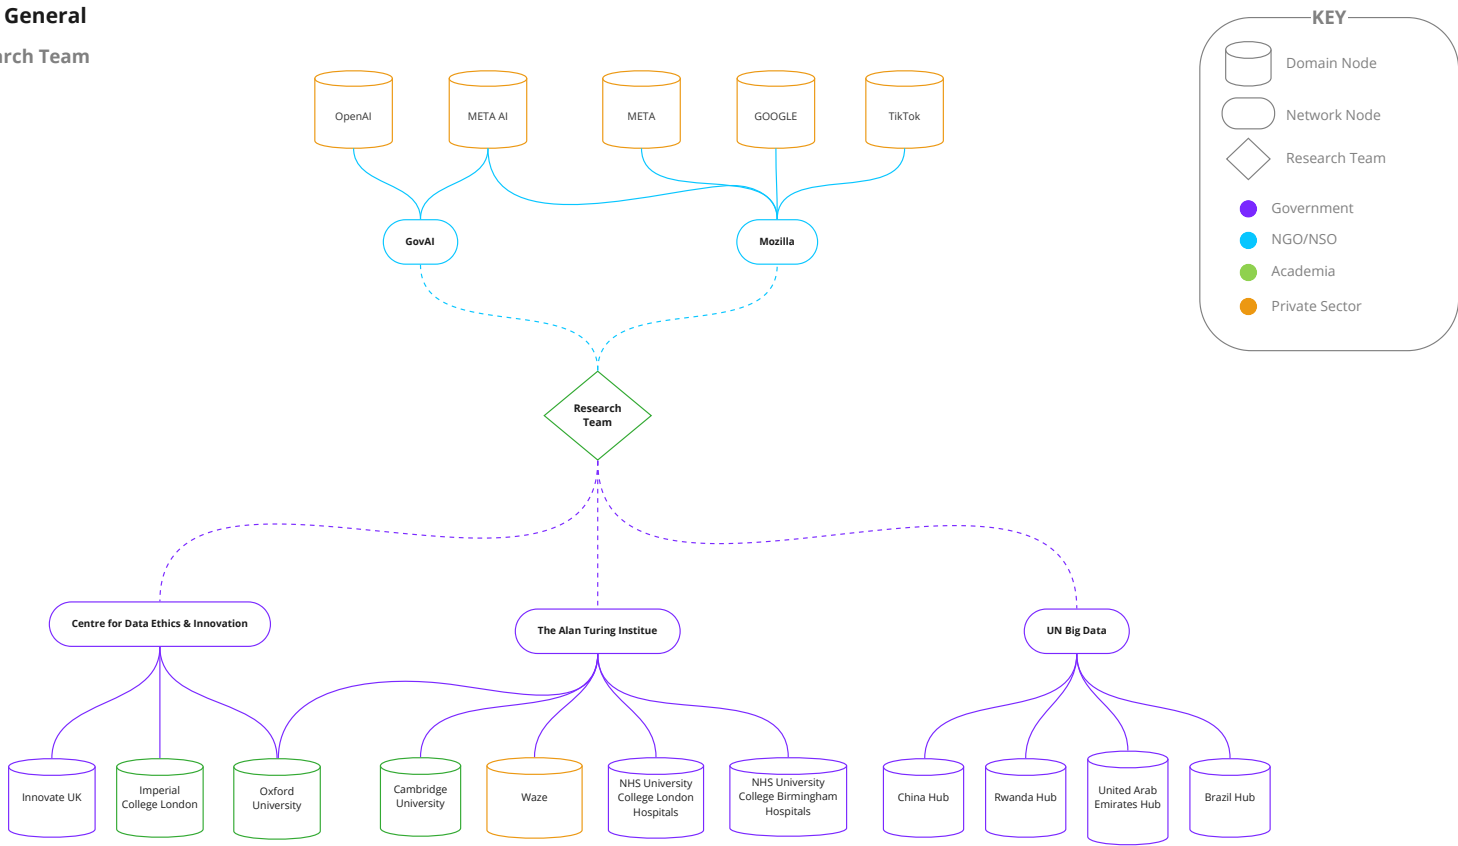 General
arch Team
KEY
Domain Node
Network Node
Research Team
Government
NGO/NSO
Academia
Private Sector
OpenAI
META AI
META
GOOGLE
TikTok
GovAI
Mozilla
Research
Team
Centre for Data Ethics & Innovation
The Alan Turing Institue
UN Big Data
Innovate UK
Imperial
College London
Oxford
University
Cambridge
University
Waze
NHS University
College London
Hospitals
NHS University
College Birmingham
Hospitals
China Hub
Rwanda Hub
United Arab
Emirates Hub
Brazil Hub